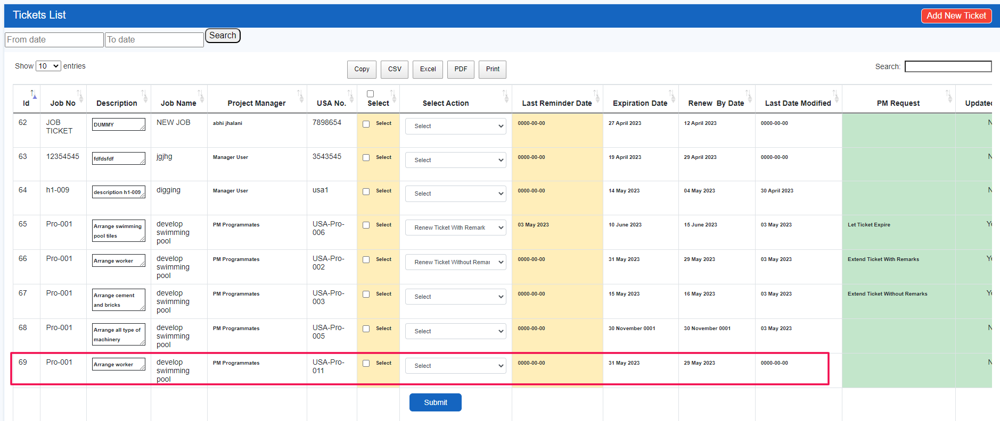 Tickets List
Add New Ticket
From date To date Search
Show 10 entries Copy CSV Excel PDF Print Search:
Id Job No Description Job Name Project Manager USA No. Select Select Action Last Reminder Date Expiration Date Renew By Date Last Date Modified PM Request Updated
62 JOB TICKET DUMMY NEW JOB abhi jhalani 7898654 Select Select 0000-00-00 27 April 2023 12 April 2023 0000-00-00 N
63 12354545 fdfdsfdf jgjhg Manager User 3543545 Select Select 0000-00-00 19 April 2023 29 April 2023 0000-00-00 N
64 h1-009 description h1-009 digging Manager User usa1 Select Select 0000-00-00 14 May 2023 04 May 2023 30 April 2023 N
65 Pro-001 Arrange swimming pool tiles develop swimming pool PM Programmates USA-Pro-006 Select Renew Ticket With Remark 03 May 2023 10 June 2023 15 June 2023 03 May 2023 Let Ticket Expire Ye
66 Pro-001 Arrange worker develop swimming pool PM Programmates USA-Pro-002 Select Renew Ticket Without Remar 0000-00-00 31 May 2023 29 May 2023 03 May 2023 Extend Ticket With Remarks Ye
67 Pro-001 Arrange cement and bricks develop swimming pool PM Programmates USA-Pro-003 Select Select 0000-00-00 15 May 2023 16 May 2023 03 May 2023 Extend Ticket Without Remarks Ye
68 Pro-001 Arrange all type of machinery develop swimming pool PM Programmates USA-Pro-005 Select Select 0000-00-00 30 November 0001 30 November 0001 03 May 2023 N
69 Pro-001 Arrange worker develop swimming pool PM Programmates USA-Pro-011 Select Select 0000-00-00 31 May 2023 29 May 2023 0000-00-00 N
Submit